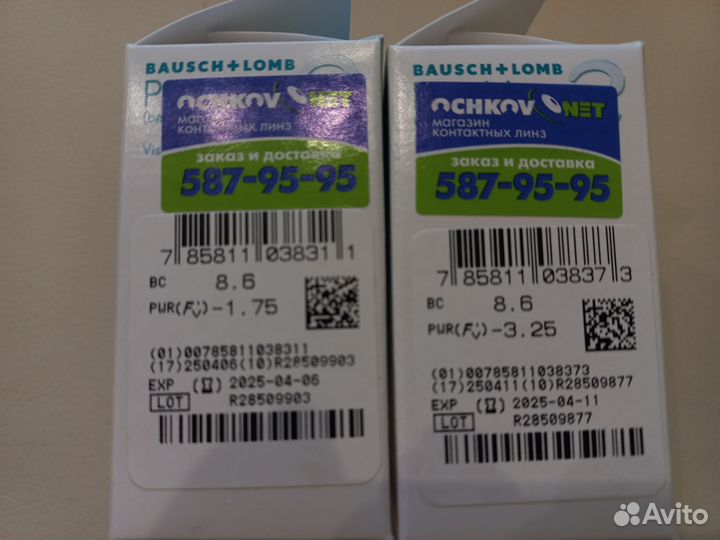 BAUSCH+LOMB
OCHKOV NET
магазин
контактных линз
заказ и доставка
587-95-95
7 85811 03831 1
BC 8.6
PWR(F'v) -1.75
(01)00785811038311
(17)250406(10)R28509903
EXP 2025-04-06
LOT R28509903
BAUSCH+LOMB
OCHKOV NET
магазин
контактных линз
заказ и доставка
587-95-95
7 85811 03837 3
BC 8.6
PWR(F'v) -3.25
(01)00785811038373
(17)250411(10)R28509877
EXP 2025-04-11
LOT R28509877
Avito